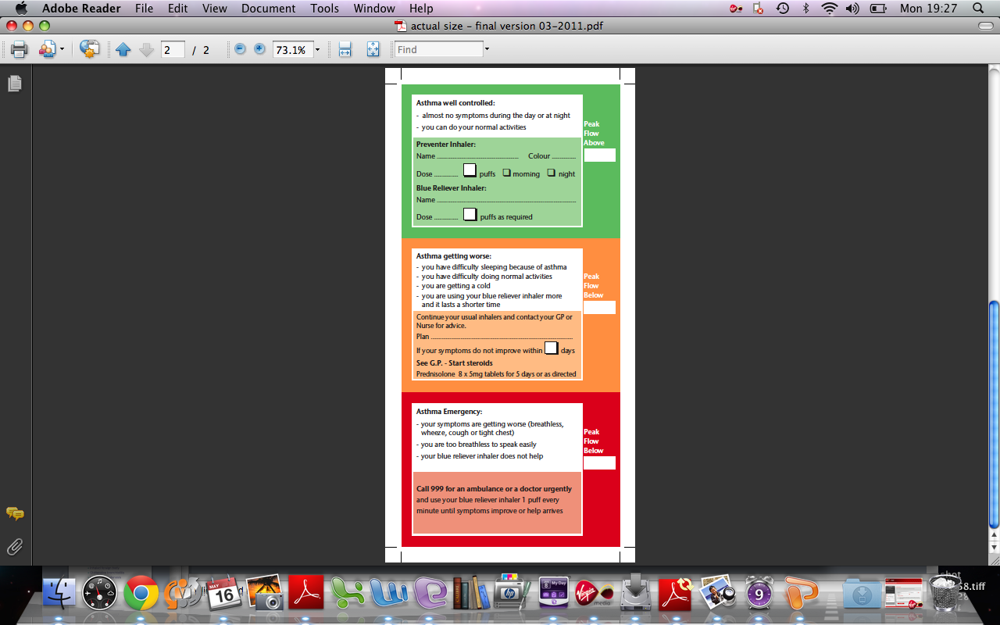 Adobe Reader File Edit View Document Tools Window Help Mon 19:27
actual size – final version 03-2011.pdf
2 / 2 73.1% Find
Asthma well controlled:
- almost no symptoms during the day or at night
- you can do your normal activities
Peak
Flow
Above
Preventer Inhaler:
Name ........................................ Colour .............
Dose ............. puffs ❑ morning ❑ night
Blue Reliever Inhaler:
Name ........................................
Dose ............. puffs as required
Asthma getting worse:
- you have difficulty sleeping because of asthma
- you have difficulty doing normal activities
- you are getting a cold
- you are using your blue reliever inhaler more
and it lasts a shorter time
Peak
Flow
Below
Continue your usual inhalers and contact your GP or
Nurse for advice.
Plan ........................................
If your symptoms do not improve within days
See G.P. - Start steroids
Prednisolone 8 x 5mg tablets for 5 days or as directed
Asthma Emergency:
- your symptoms are getting worse (breathless,
wheeze, cough or tight chest)
- you are too breathless to speak easily
- your blue reliever inhaler does not help
Peak
Flow
Below
Call 999 for an ambulance or a doctor urgently
and use your blue reliever inhaler 1 puff every
minute until symptoms improve or help arrives
MAY
16
hp
8 My Day
Virgin
media
9
shot
58.tiff